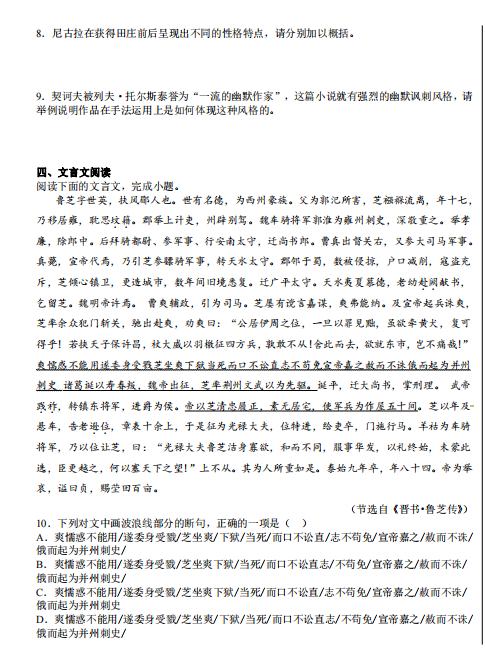 8．尼古拉在获得田庄前后呈现出不同的性格特点，请分别加以概括。
9．契诃夫被列夫·托尔斯泰誉为“一流的幽默作家”，这篇小说就有强烈的幽默讽刺风格，请
举例说明作品在手法运用上是如何体现这种风格的。
四、文言文阅读
阅读下面的文言文，完成小题。
鲁芝字世英，扶风郿人也。世有名德，为西州豪族。父为郭氾所害，芝襁褓流离，年十七，
乃移居雍，耽思坟籍。郡举上计吏，州辟别驾。魏车骑将军郭淮为雍州刺史，深敬重之。举孝
廉，除郎中。后拜骑都尉、参军事、行安南太守，迁尚书郎。曹真出督关右，又参大司马军事。
真薨，宣帝代焉，乃引芝参骠骑军事，转天水太守。郡邻于蜀，数被侵掠，户口减削，寇盗充
斥，芝倾心镇卫，更造城市，数年间旧境悉复。迁广平太守。天水夷夏慕德，老幼赴阙献书，
乞留芝。魏明帝许焉。 曹爽辅政，引为司马。芝屡有谠言嘉谋，爽弗能纳。及宣帝起兵诛爽，
芝率余众犯门斩关，驰出赴爽，劝爽曰：“公居伊周之位，一旦以罪见黜，虽欲牵黄犬，复可
得乎！若挟天子保许昌，杖大威以羽檄征四方兵，孰敢不从！舍此而去，欲就东市，岂不痛哉！”
爽懦惑不能用遂委身受戮芝坐爽下狱当死而口不讼直志不苟免宣帝嘉之赦而不诛俄而起为并州
刺史 诸葛诞以寿春叛，魏帝出征，芝率荆州文武以为先驱。诞平，迁大尚书，掌刑理。 武帝
践祚，转镇东将军，进爵为侯。帝以芝清忠履正，素无居宅，使军兵为作屋五十间。芝以年及
悬车，告老逊位，章表十余上，于是征为光禄大夫，位特进，给吏卒，门施行马。羊祜为车骑
将军，乃以位让芝，曰：“光禄大夫鲁芝洁身寡欲，和而不同，服事华发，以礼终始，未蒙此
选，臣更越之，何以塞天下之望！”上不从。其为人所重如是。泰始九年卒，年八十四。帝为举
哀，谥曰贞，赐茔田百亩。
（节选自《晋书•鲁芝传》）
10．下列对文中画波浪线部分的断句，正确的一项是（ ）
A．爽懦惑不能用/遂委身受戮/芝坐爽/下狱/当死/而口不讼直/志不苟免/宣帝嘉之/赦而不诛/
俄而起为并州刺史/
B．爽懦惑不能用/遂委身受戮/芝坐爽下狱/当死/而口不讼直志/不苟免/宣帝嘉之/赦而不诛/
俄而起为并州刺史/
C．爽懦惑不能用/遂委身受戮/芝坐爽/下狱/当死/而口不讼直志/不苟免/宣帝嘉之/赦而不诛/
俄而起为并州刺史
D．爽懦惑不能用/遂委身受戮/芝坐爽下狱/当死/而口不讼直/志不苟免/宣帝嘉之/赦而不诛/
俄而起为并州刺史/